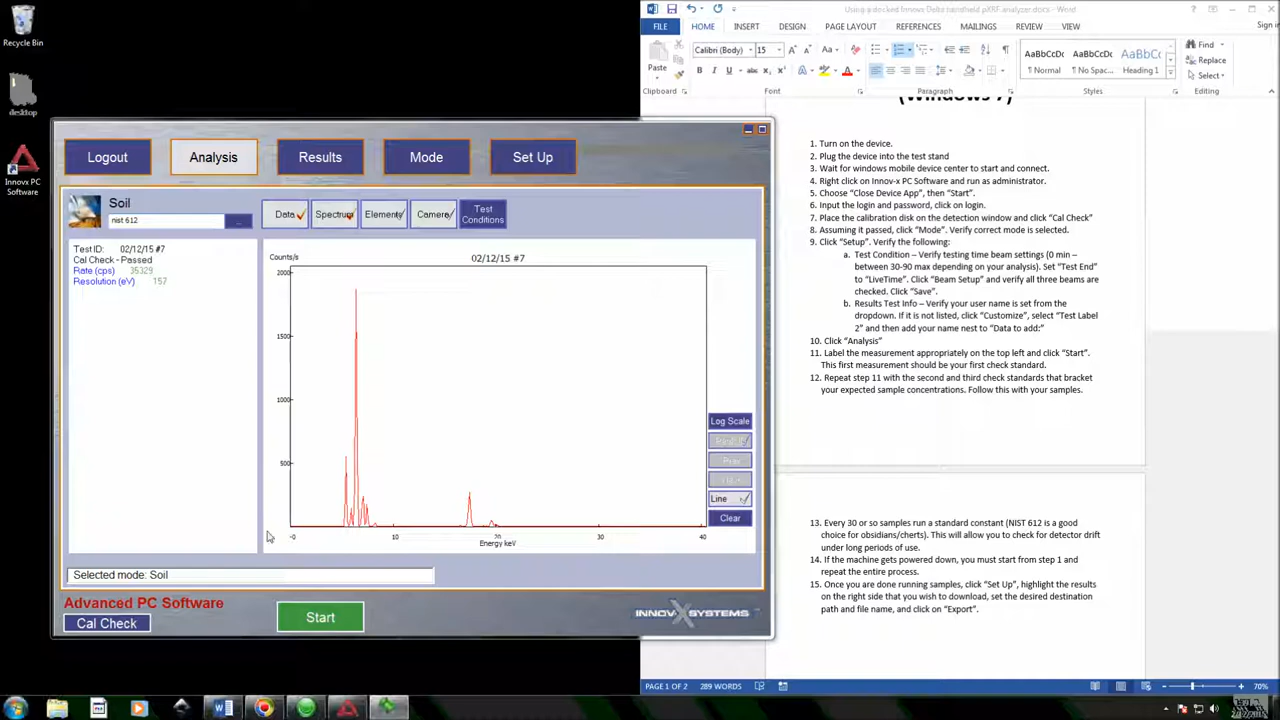 Recycle Bin
desktop
Innovx PC
Software
Logout
Analysis
Results
Mode
Set Up
Soil
nist 612
...
Data
Spectrum
Elements
Camera
Test
Conditions
Test ID: 02/12/15 #7
Cal Check - Passed
Rate (cps) 35329
Resolution (eV) 157
Counts/s
02/12/15 #7
2000
1500
1000
500
-0
10
20
30
40
Energy keV
Log Scale
Line
Clear
Selected mode: Soil
Advanced PC Software
Cal Check
Start
INNOVXSYSTEMS
Using a docked Innovx Delta handheld pXRF analyzer.docx - Word
Sign in
FILE
HOME
INSERT
DESIGN
PAGE LAYOUT
REFERENCES
MAILINGS
REVIEW
VIEW
Paste
Calibri (Body)
15
AaBbCcDc
AaBbCcDc
AaBbCc
¶ Normal
¶ No Spac...
Heading 1
Find
Replace
Select
Clipboard
Font
Paragraph
Styles
Editing
(Windows 7)
1. Turn on the device.
2. Plug the device into the test stand
3. Wait for windows mobile device center to start and connect.
4. Right click on Innov-x PC Software and run as administrator.
5. Choose “Close Device App”, then “Start”.
6. Input the login and password, click on login.
7. Place the calibration disk on the detection window and click “Cal Check”
8. Assuming it passed, click “Mode”. Verify correct mode is selected.
9. Click “Setup”. Verify the following:
a. Test Condition – Verify testing time beam settings (0 min –
between 30-90 max depending on your analysis). Set “Test End”
to “LiveTime”. Click “Beam Setup” and verify all three beams are
checked. Click “Save”.
b. Results Test Info – Verify your user name is set from the
dropdown. If it is not listed, click “Customize”, select “Test Label
2” and then add your name nest to “Data to add:”
10. Click “Analysis”
11. Label the measurement appropriately on the top left and click “Start”.
This first measurement should be your first check standard.
12. Repeat step 11 with the second and third check standards that bracket
your expected sample concentrations. Follow this with your samples.
13. Every 30 or so samples run a standard constant (NIST 612 is a good
choice for obsidians/cherts). This will allow you to check for detector drift
under long periods of use.
14. If the machine gets powered down, you must start from step 1 and
repeat the entire process.
15. Once you are done running samples, click “Set Up”, highlight the results
on the right side that you wish to download, set the desired destination
path and file name, and click on “Export”.
PAGE 1 OF 2
289 WORDS
70%